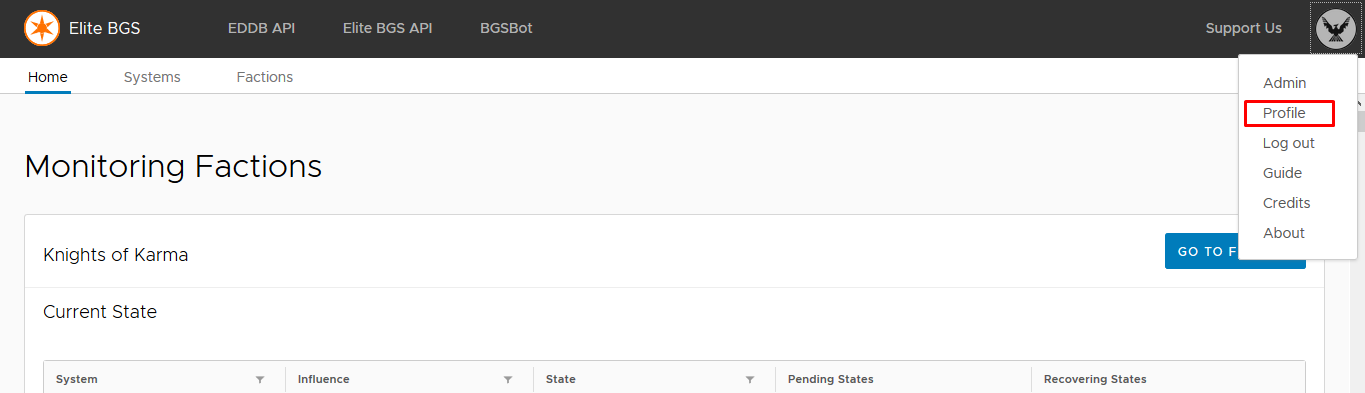 Elite BGS EDDB API Elite BGS API BGSBot Support Us
Home Systems Factions
Admin
Profile
Log out
Guide
Credits
About
Monitoring Factions
Knights of Karma
GO TO F
Current State
System Influence State Pending States Recovering States